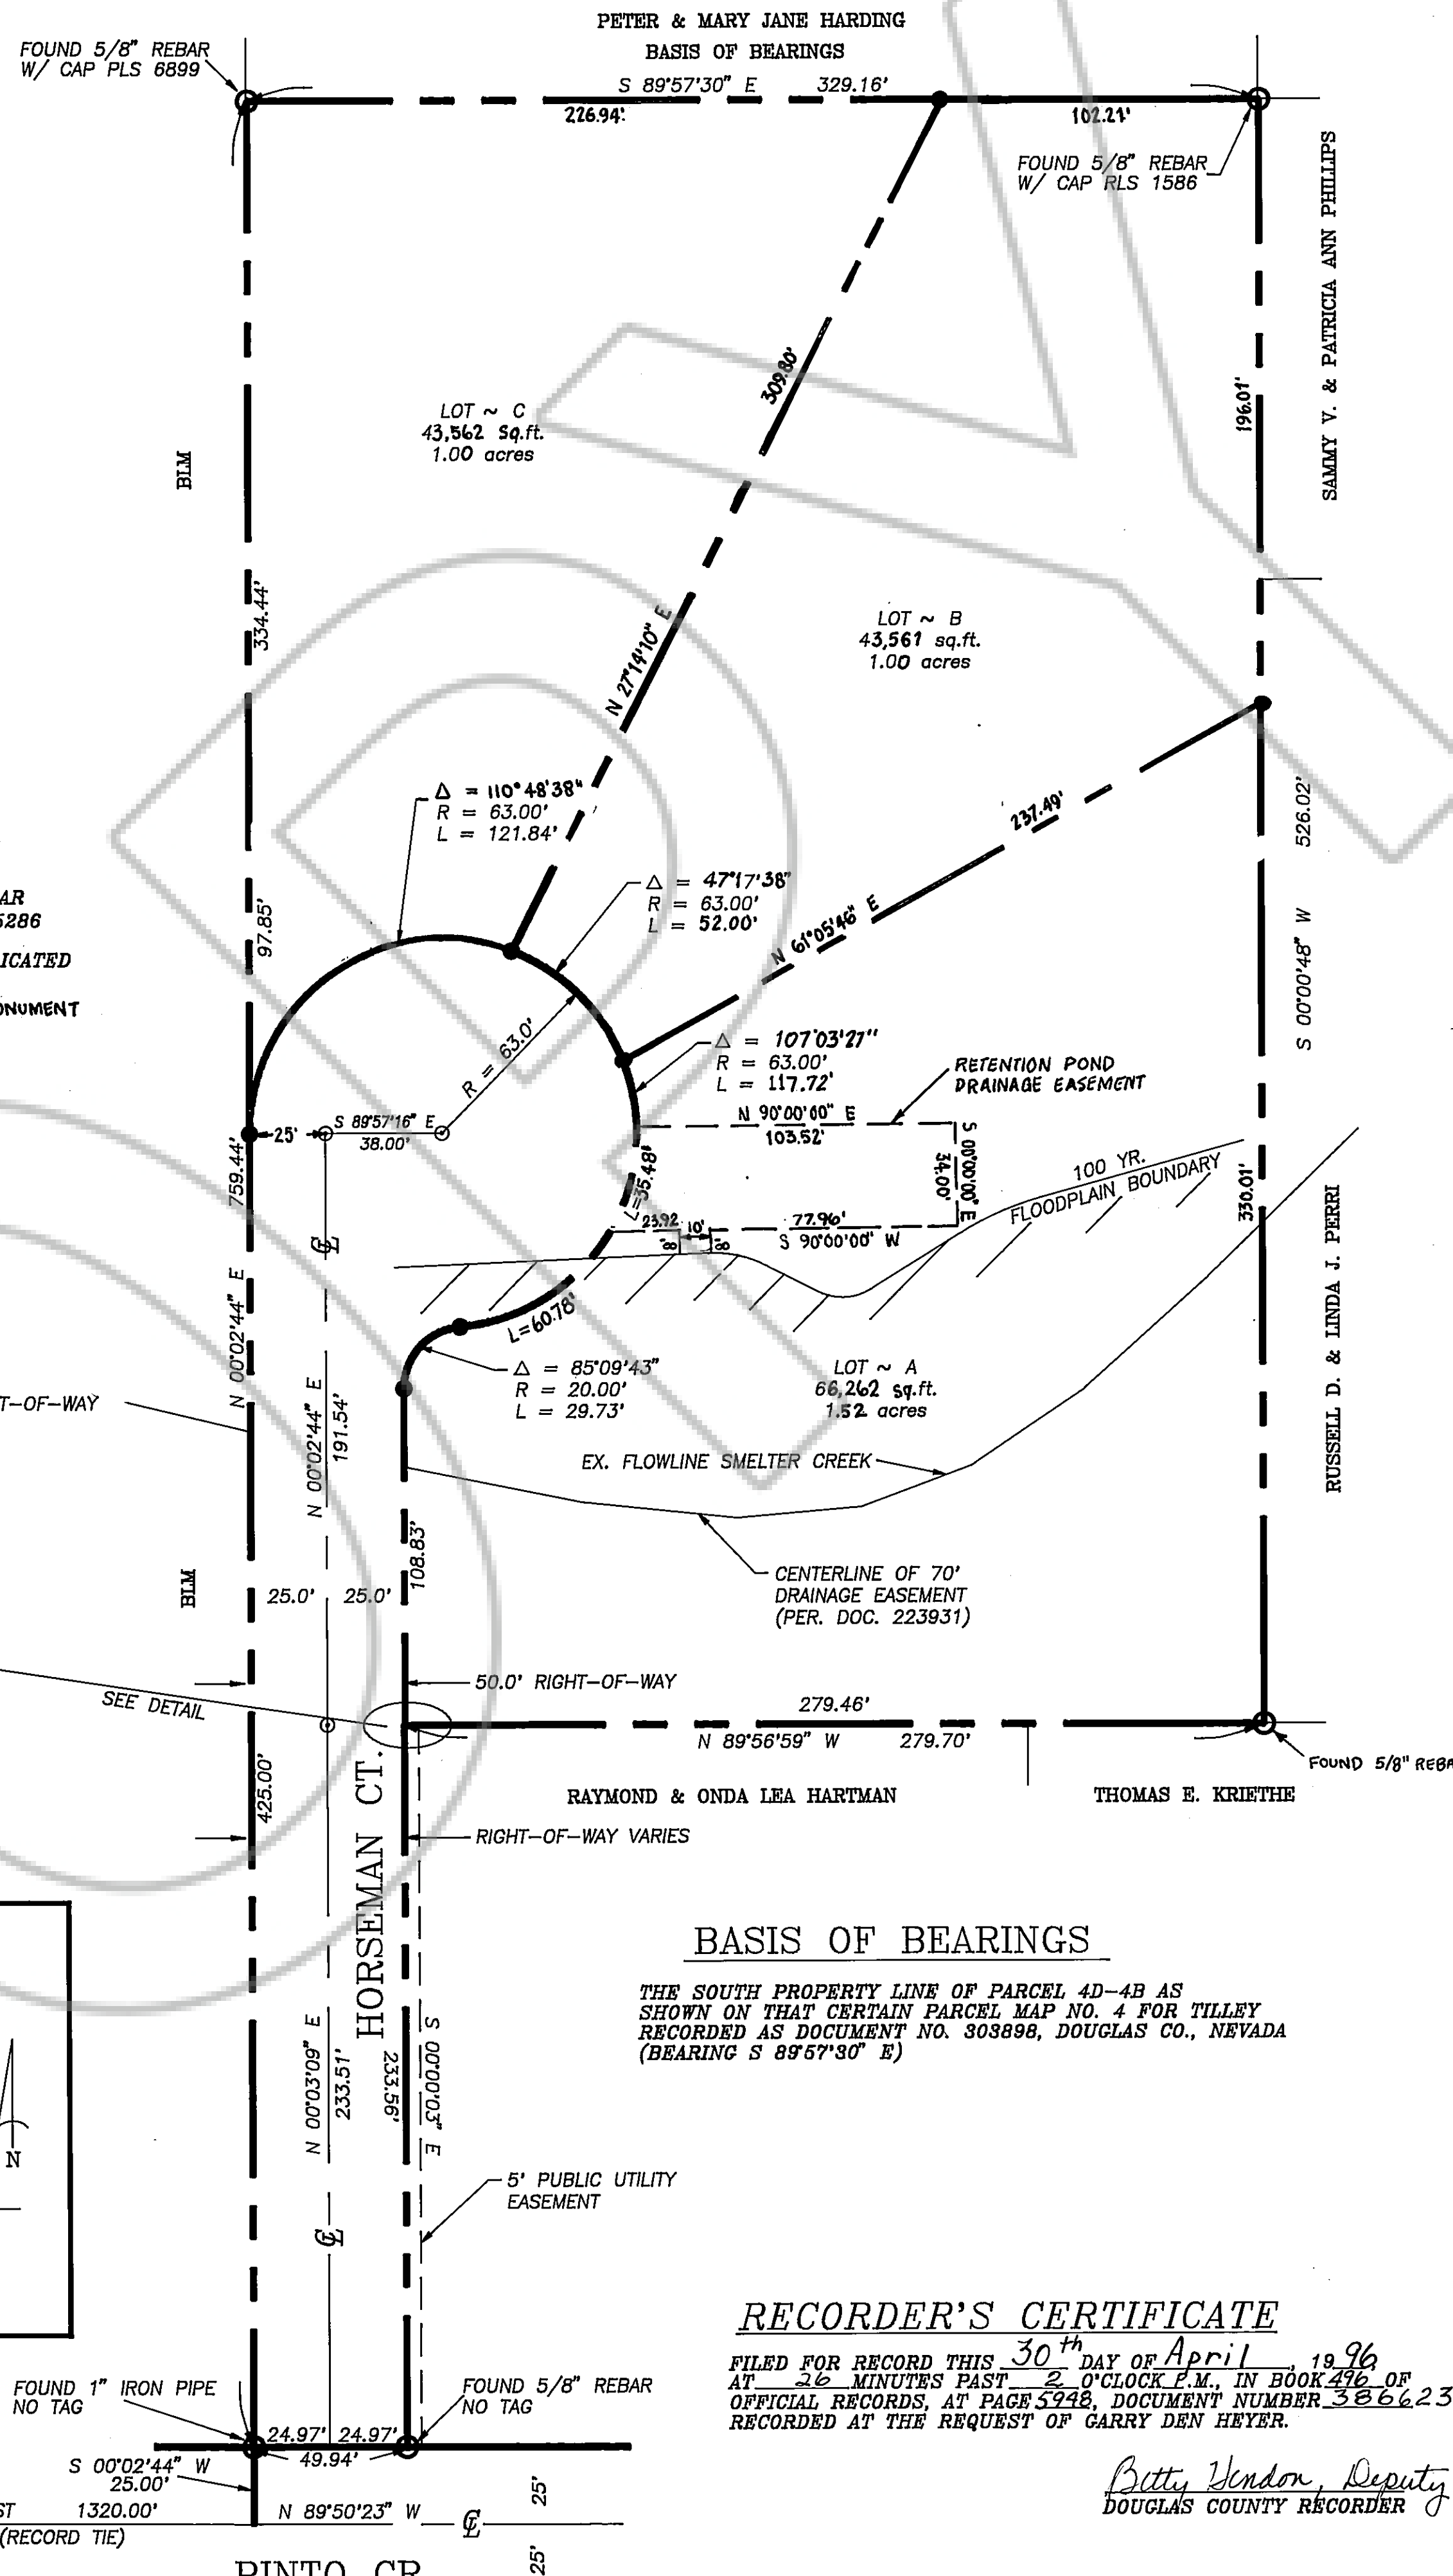 PETER & MARY JANE HARDING
BASIS OF BEARINGS
S 89°57'30" E 329.16'
226.94'
102.21'
FOUND 5/8" REBAR
W/ CAP PLS 6899
FOUND 5/8" REBAR
W/ CAP RLS 1586
SAMMY V. & PATRICIA ANN PHILLIPS
196.01'
309.80'
LOT ~ C
43,562 Sq.ft.
1.00 acres
BLM
334.44'
N 27°14'10" E
LOT ~ B
43,561 sq.ft.
1.00 acres
Δ = 110°48'38"
R = 63.00'
L = 121.84'
237.49'
N 61°05'46" E
526.02'
S 00°00'48" W
Δ = 47°17'38"
R = 63.00'
L = 52.00'
AR
5286
ICATED
ONUMENT
97.85'
R = 63.0'
Δ = 107°03'27"
R = 63.00'
L = 117.72'
RETENTION POND
DRAINAGE EASEMENT
N 90°00'00" E
103.52'
S 00°00'00" E
34.00'
25'
S 89°57'16" E
38.00'
759.44'
L=35.48'
23.92 10' 77.96'
8' 8'
S 90°00'00" W
100 YR.
FLOODPLAIN BOUNDARY
330.01'
RUSSELL D. & LINDA J. PERRI
℄
N 00°02'44" E
L=60.78'
Δ = 85°09'43"
R = 20.00'
L = 29.73'
LOT ~ A
66,262 sq.ft.
1.52 acres
T-OF-WAY
N 00°02'44" E
191.54'
EX. FLOWLINE SMELTER CREEK
108.83'
CENTERLINE OF 70'
DRAINAGE EASEMENT
(PER. DOC. 223931)
BLM
25.0' 25.0'
50.0' RIGHT-OF-WAY
SEE DETAIL
279.46'
N 89°56'59" W 279.70'
FOUND 5/8" REBA
RAYMOND & ONDA LEA HARTMAN
THOMAS E. KRIETHE
425.00'
HORSEMAN CT.
RIGHT-OF-WAY VARIES
BASIS OF BEARINGS
THE SOUTH PROPERTY LINE OF PARCEL 4D-4B AS
SHOWN ON THAT CERTAIN PARCEL MAP NO. 4 FOR TILLEY
RECORDED AS DOCUMENT NO. 303898, DOUGLAS CO., NEVADA
(BEARING S 89°57'30" E)
N 00°03'09" E
233.51'
233.56'
S 00°00'03" E
N
5' PUBLIC UTILITY
EASEMENT
℄
RECORDER'S CERTIFICATE
FILED FOR RECORD THIS 30th DAY OF April, 1996,
AT 26 MINUTES PAST 2 O'CLOCK P.M., IN BOOK 496 OF
OFFICIAL RECORDS, AT PAGE 5948, DOCUMENT NUMBER 386623
RECORDED AT THE REQUEST OF GARRY DEN HEYER.
Betty Hendon, Deputy
DOUGLAS COUNTY RECORDER
FOUND 1" IRON PIPE
NO TAG
FOUND 5/8" REBAR
NO TAG
24.97' 24.97'
49.94'
S 00°02'44" W
25.00'
ST 1320.00'
(RECORD TIE)
N 89°50'23" W
℄
25'
25'
PINTO CR